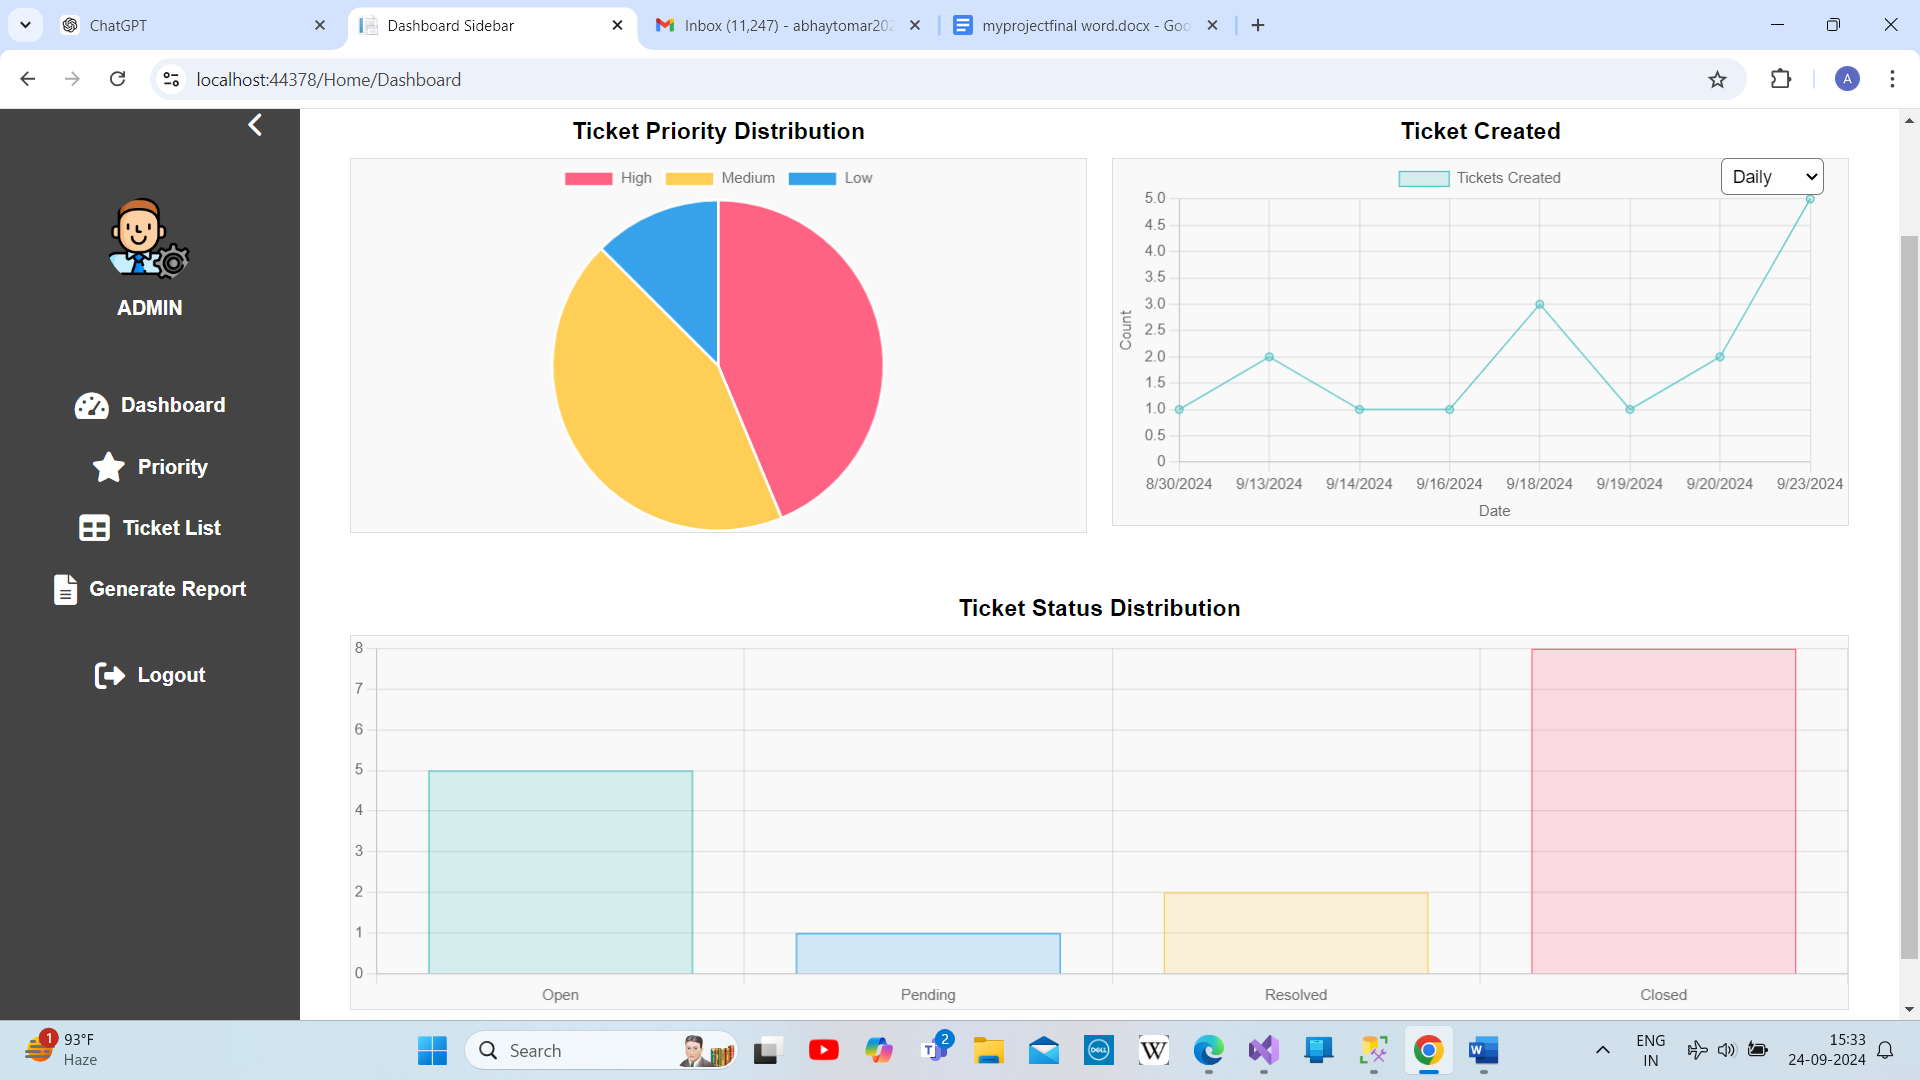 ChatGPT
Dashboard Sidebar
Inbox (11,247) - abhaytomar202
myprojectfinal word.docx - Goo
localhost:44378/Home/Dashboard
A
ADMIN
Dashboard
Priority
Ticket List
Generate Report
Logout
Ticket Priority Distribution
High Medium Low
Ticket Created
Tickets Created
Daily
5.0
4.5
4.0
3.5
3.0
2.5
2.0
1.5
1.0
0.5
0
Count
8/30/2024 9/13/2024 9/14/2024 9/16/2024 9/18/2024 9/19/2024 9/20/2024 9/23/2024
Date
Ticket Status Distribution
8
7
6
5
4
3
2
1
0
Open Pending Resolved Closed
1
93°F
Haze
Search
2
DELL
W
W
ENG
IN
15:33
24-09-2024